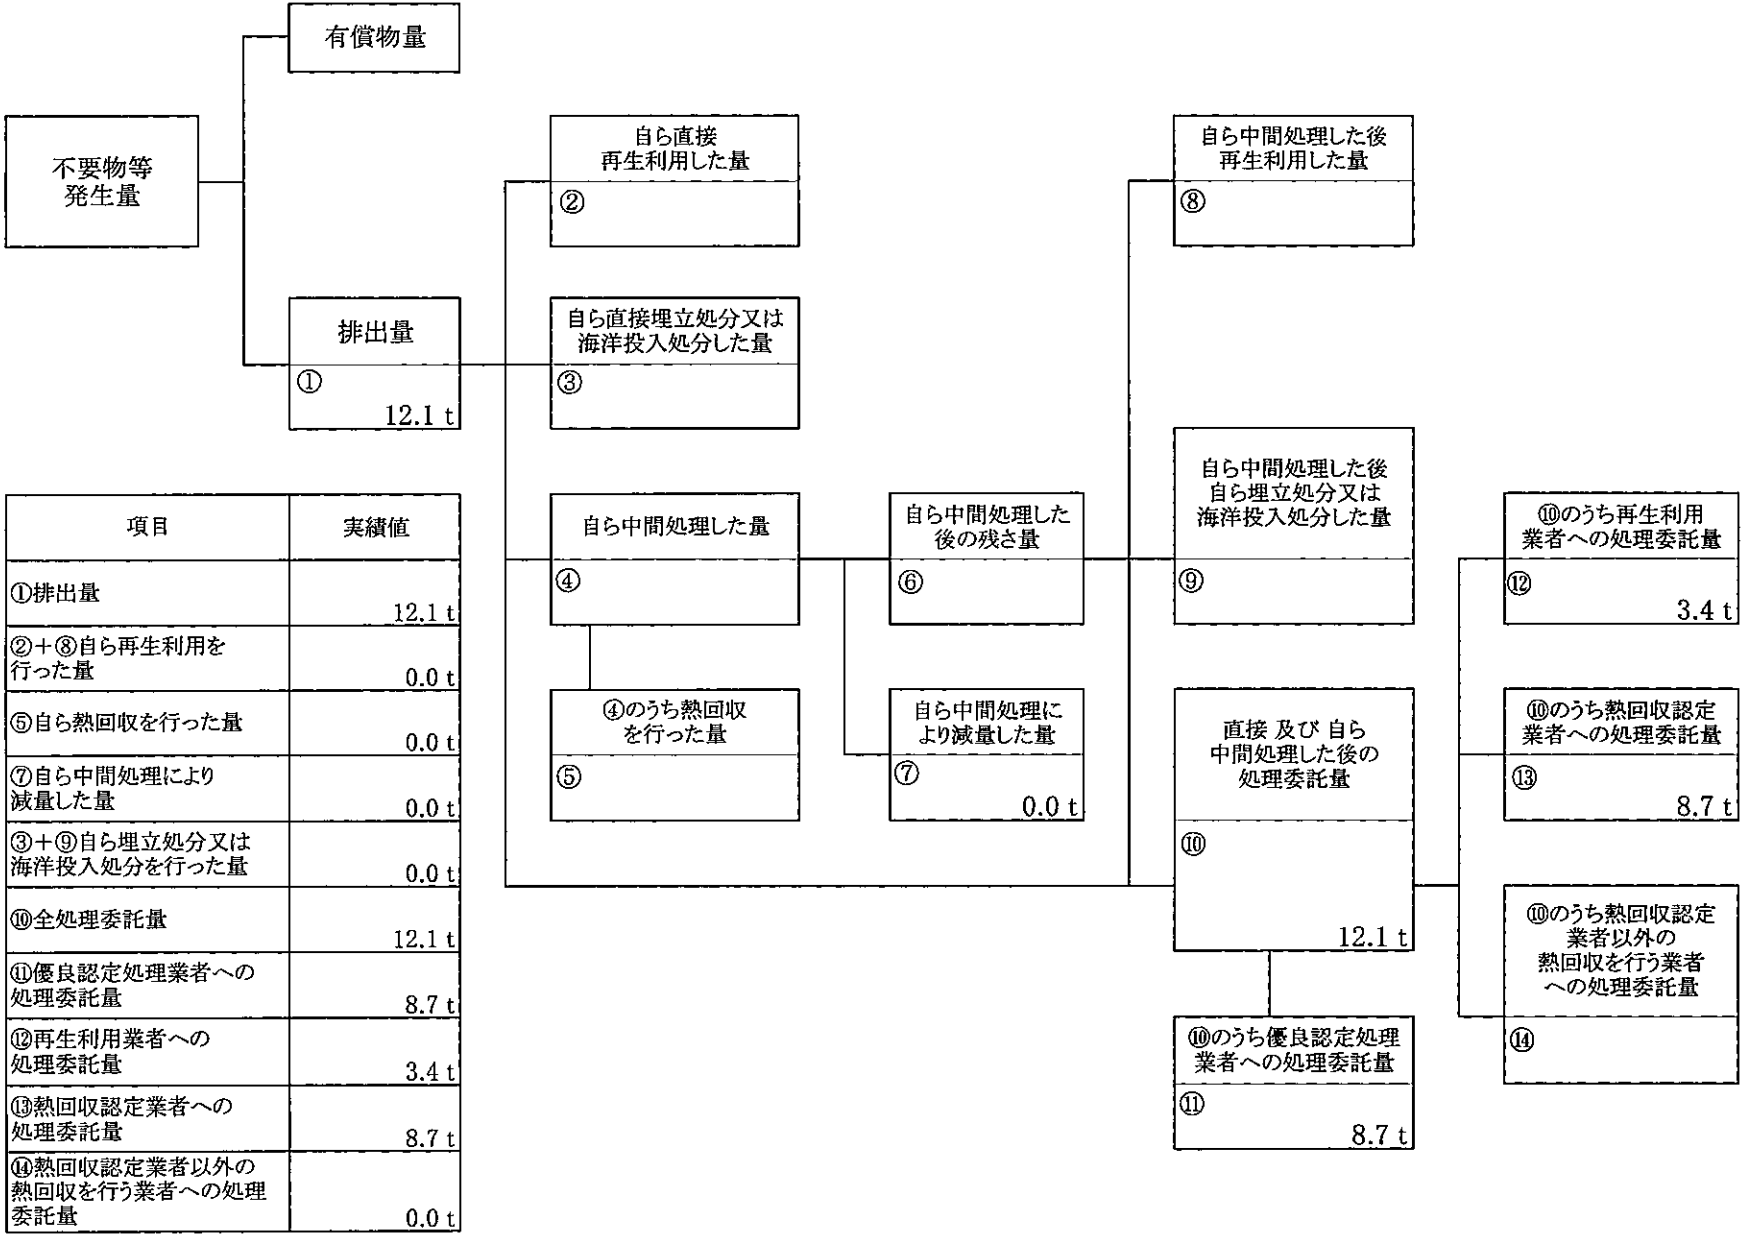 有償物量
不要物等
発生量
自ら直接
再生利用した量
②
自ら中間処理した後
再生利用した量
⑧
排出量
①
12.1 t
自ら直接埋立処分又は
海洋投入処分した量
③
自ら中間処理した量
④
自ら中間処理した
後の残さ量
⑥
自ら中間処理した後
自ら埋立処分又は
海洋投入処分した量
⑨
⑩のうち再生利用
業者への処理委託量
⑫
3.4 t
④のうち熱回収
を行った量
⑤
自ら中間処理に
より減量した量
⑦
0.0 t
直接 及び 自ら
中間処理した後の
処理委託量
⑩
12.1 t
⑩のうち熱回収認定
業者への処理委託量
⑬
8.7 t
⑩のうち熱回収認定
業者以外の
熱回収を行う業者
への処理委託量
⑭
⑩のうち優良認定処理
業者への処理委託量
⑪
8.7 t
項目 実績値
①排出量
12.1 t
②+⑧自ら再生利用を
行った量
0.0 t
⑤自ら熱回収を行った量
0.0 t
⑦自ら中間処理により
減量した量
0.0 t
③+⑨自ら埋立処分又は
海洋投入処分を行った量
0.0 t
⑩全処理委託量
12.1 t
⑪優良認定処理業者への
処理委託量
8.7 t
⑫再生利用業者への
処理委託量
3.4 t
⑬熱回収認定業者への
処理委託量
8.7 t
⑭熱回収認定業者以外の
熱回収を行う業者への処理
委託量
0.0 t